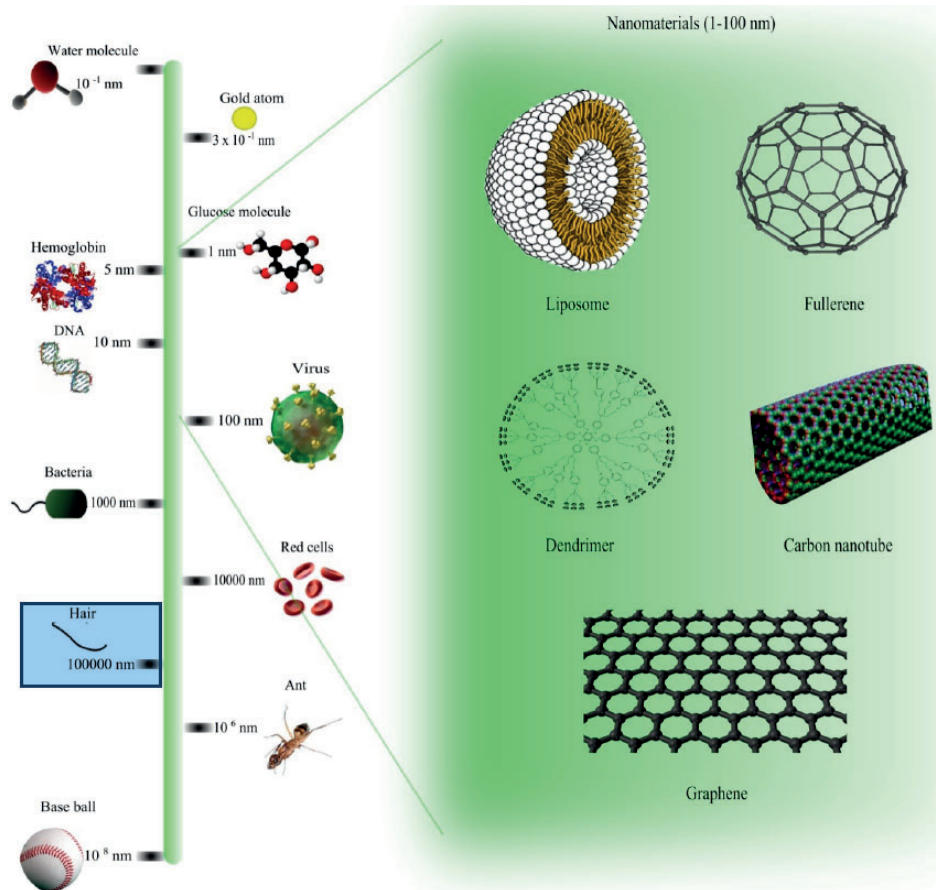 Nanomaterials (1-100 nm)
Water molecule
10⁻¹ nm
Gold atom
3 x 10⁻¹ nm
Glucose molecule
1 nm
Hemoglobin
5 nm
DNA
10 nm
Virus
100 nm
Bacteria
1000 nm
Red cells
10000 nm
Hair
100000 nm
Ant
10⁶ nm
Base ball
10⁸ nm
Liposome
Fullerene
Dendrimer
Carbon nanotube
Graphene